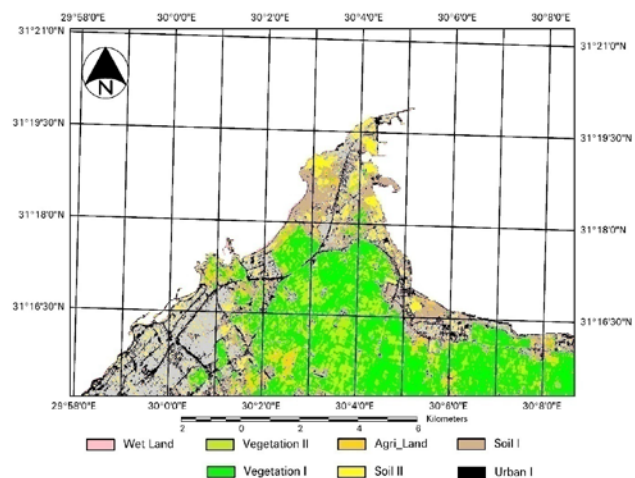 29°58'0"E 30°0'0"E 30°2'0"E 30°4'0"E 30°6'0"E 30°8'0"E
31°21'0"N 31°21'0"N
N
31°19'30"N 31°19'30"N
31°18'0"N 31°18'0"N
31°16'30"N 31°16'30"N
29°58'0"E 30°0'0"E 30°2'0"E 30°4'0"E 30°6'0"E 30°8'0"E
Kilometers
2 0 2 4 6
Wet Land Vegetation II Agri_Land Soil I
Vegetation I Soil II Urban I